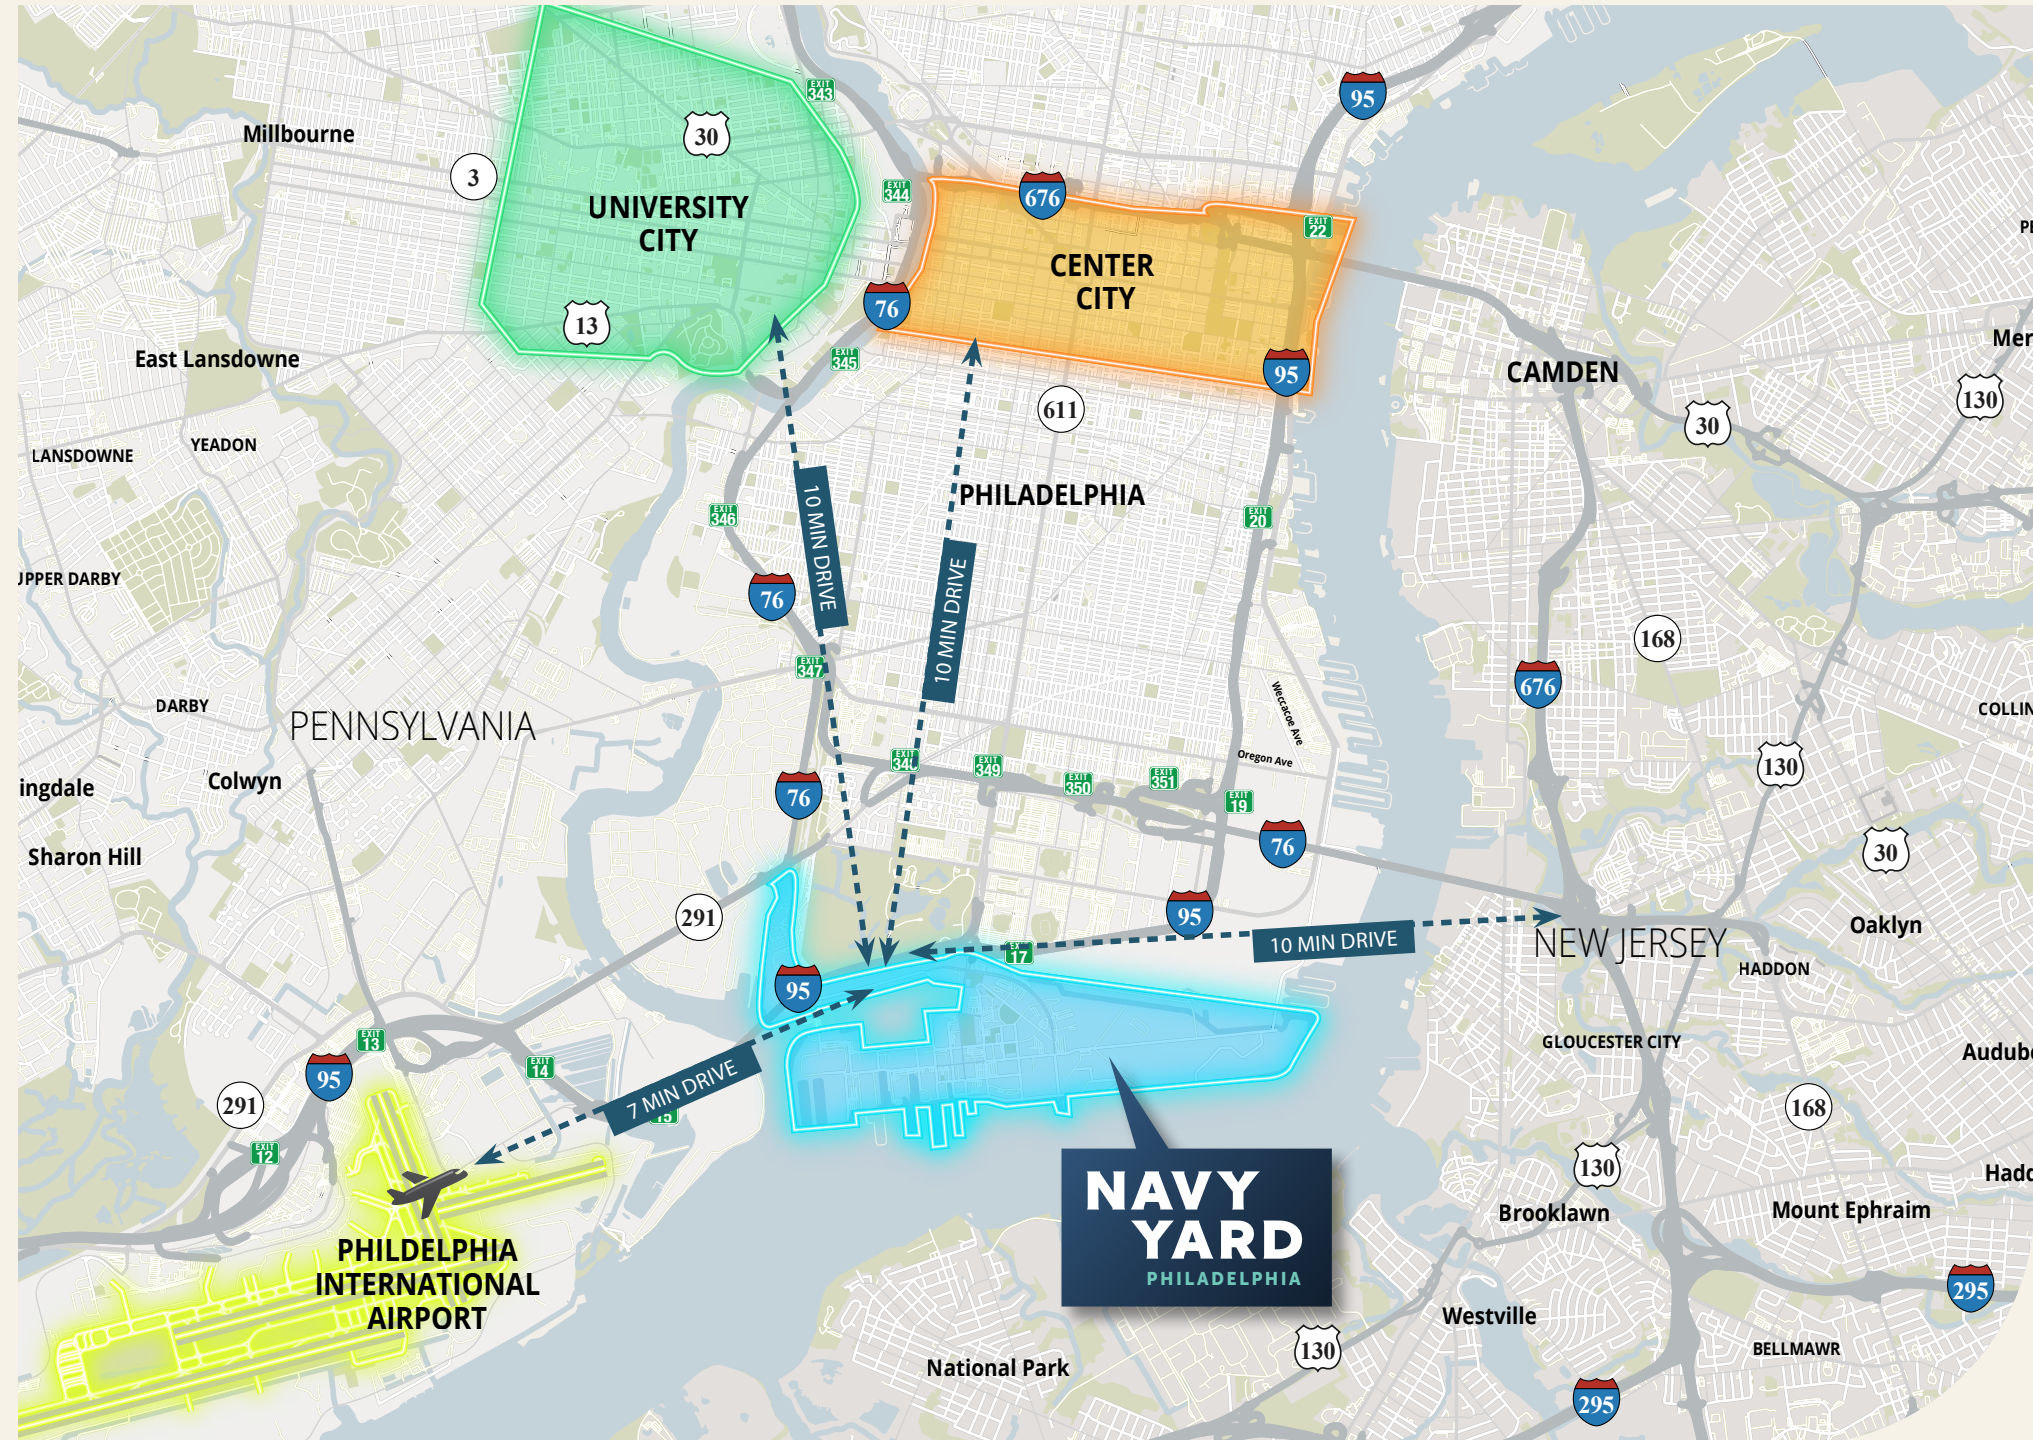 EXIT
343
95
Millbourne
30
3
EXIT
344
676
UNIVERSITY
CITY
EXIT
22
CENTER
CITY
76
13
East Lansdowne
EXIT
345
95
CAMDEN
130
611
30
YEADON
LANSDOWNE
PHILADELPHIA
EXIT
346
EXIT
20
10 MIN DRIVE
10 MIN DRIVE
UPPER DARBY
76
168
EXIT
347
676
DARBY
PENNSYLVANIA
Weccacoe Ave
Oregon Ave
EXIT
348
EXIT
349
EXIT
350
EXIT
351
130
ingdale
Colwyn
76
EXIT
19
76
Sharon Hill
30
291
95
Oaklyn
10 MIN DRIVE
NEW JERSEY
17
HADDON
95
EXIT
13
GLOUCESTER CITY
EXIT
14
95
7 MIN DRIVE
15
291
168
EXIT
12
130
NAVY
YARD
PHILADELPHIA
Brooklawn
Mount Ephraim
PHILDELPHIA
INTERNATIONAL
AIRPORT
295
Westville
130
BELLMAWR
National Park
295